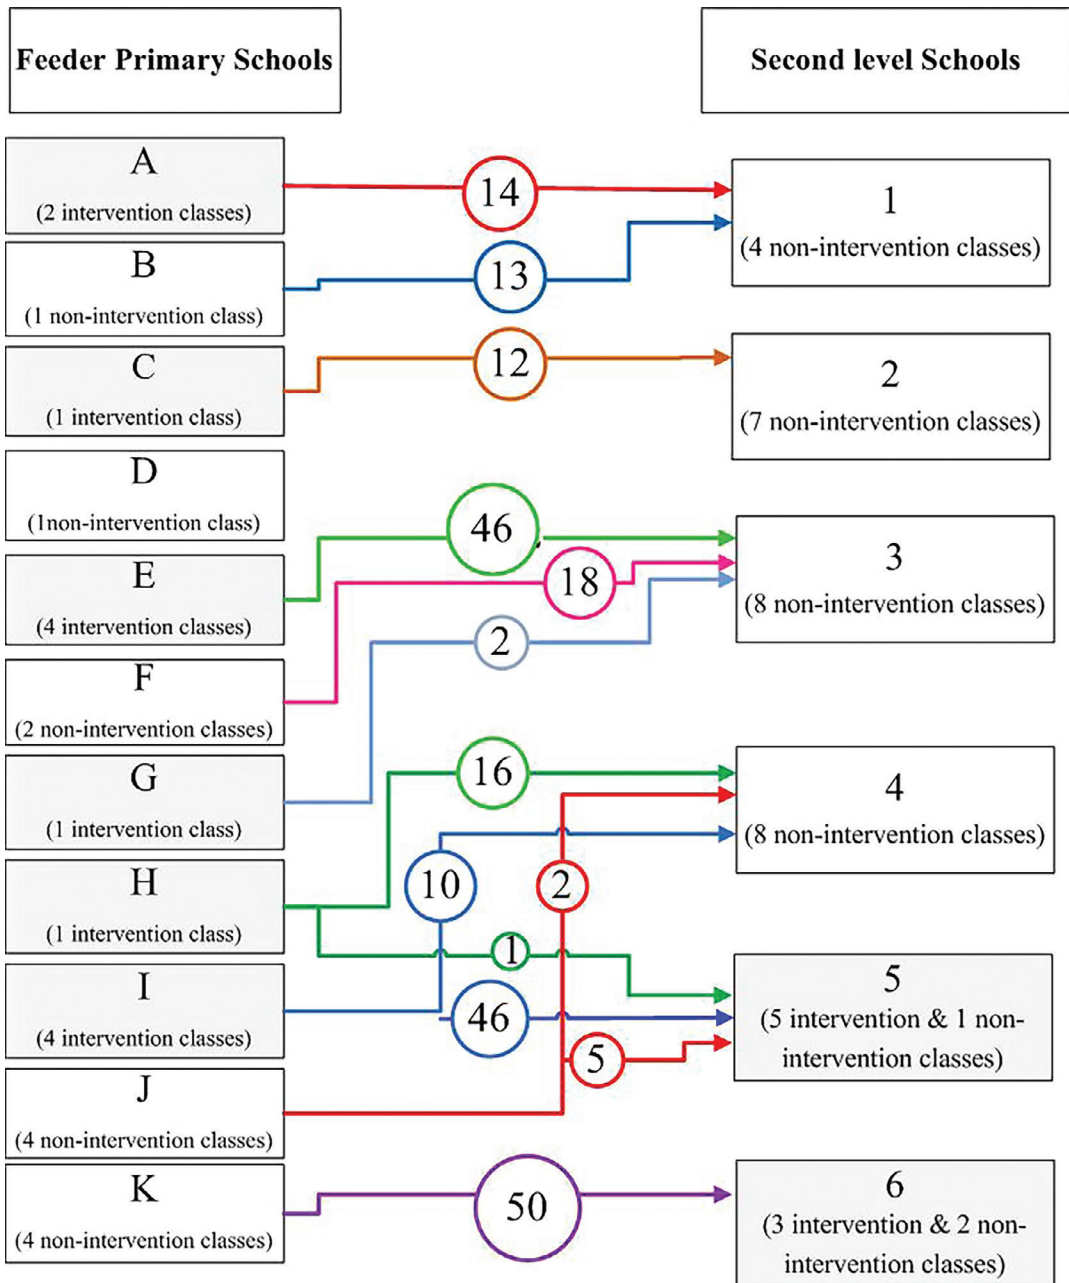 Feeder Primary Schools
Second level Schools
A
(2 intervention classes)
B
(1 non-intervention class)
C
(1 intervention class)
D
(1non-intervention class)
E
(4 intervention classes)
F
(2 non-intervention classes)
G
(1 intervention class)
H
(1 intervention class)
I
(4 intervention classes)
J
(4 non-intervention classes)
K
(4 non-intervention classes)
14
13
12
46
18
2
16
10
2
1
46
5
50
1
(4 non-intervention classes)
2
(7 non-intervention classes)
3
(8 non-intervention classes)
4
(8 non-intervention classes)
5
(5 intervention & 1 non-
intervention classes)
6
(3 intervention & 2 non-
intervention classes)